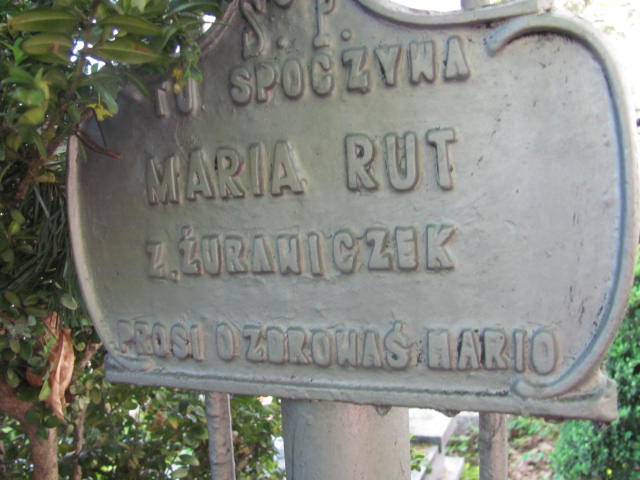 Ś. P.
TU SPOCZYWA
MARIA RUT
Z. ŻURAWICZEK
PROSI O ZDROWAŚ MARIO